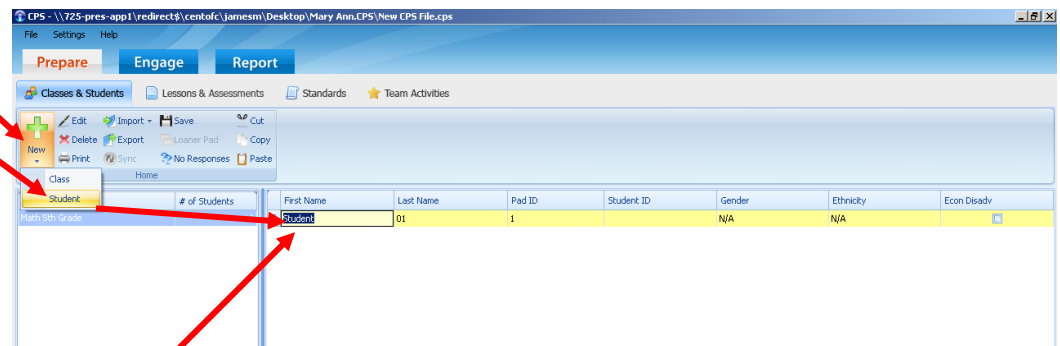 CPS - \\725-pres-app1\redirect$\centofc\jamesm\Desktop\Mary Ann.CPS\New CPS File.cps
File Settings Help
Prepare Engage Report
Classes & Students Lessons & Assessments Standards Team Activities
New Edit Import Save Cut
Delete Export Loaner Pad Copy
Print Sync No Responses Paste
Home
Class
Student
# of Students First Name Last Name Pad ID Student ID Gender Ethnicity Econ Disadv
Math 5th Grade Student 01 1 N/A N/A